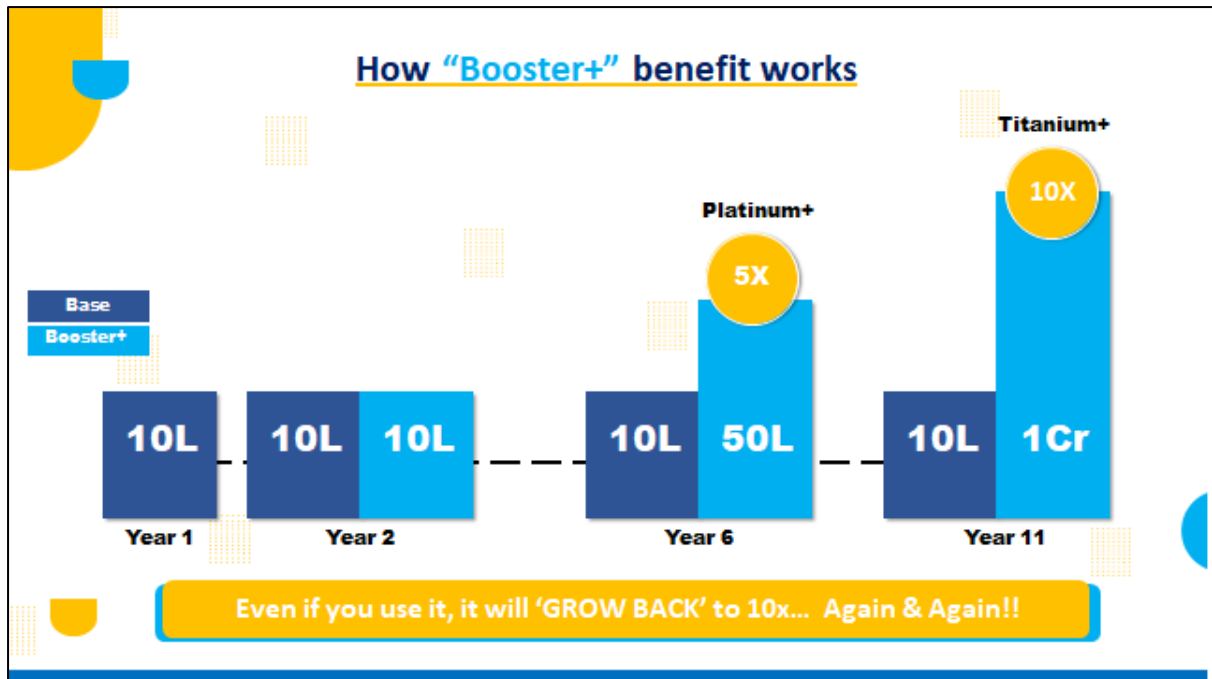 How “Booster+” benefit works
Titanium+
10X
Platinum+
5X
Base
Booster+
10L
10L
10L
10L
50L
10L
1Cr
Year 1
Year 2
Year 6
Year 11
Even if you use it, it will ‘GROW BACK’ to 10x... Again & Again!!